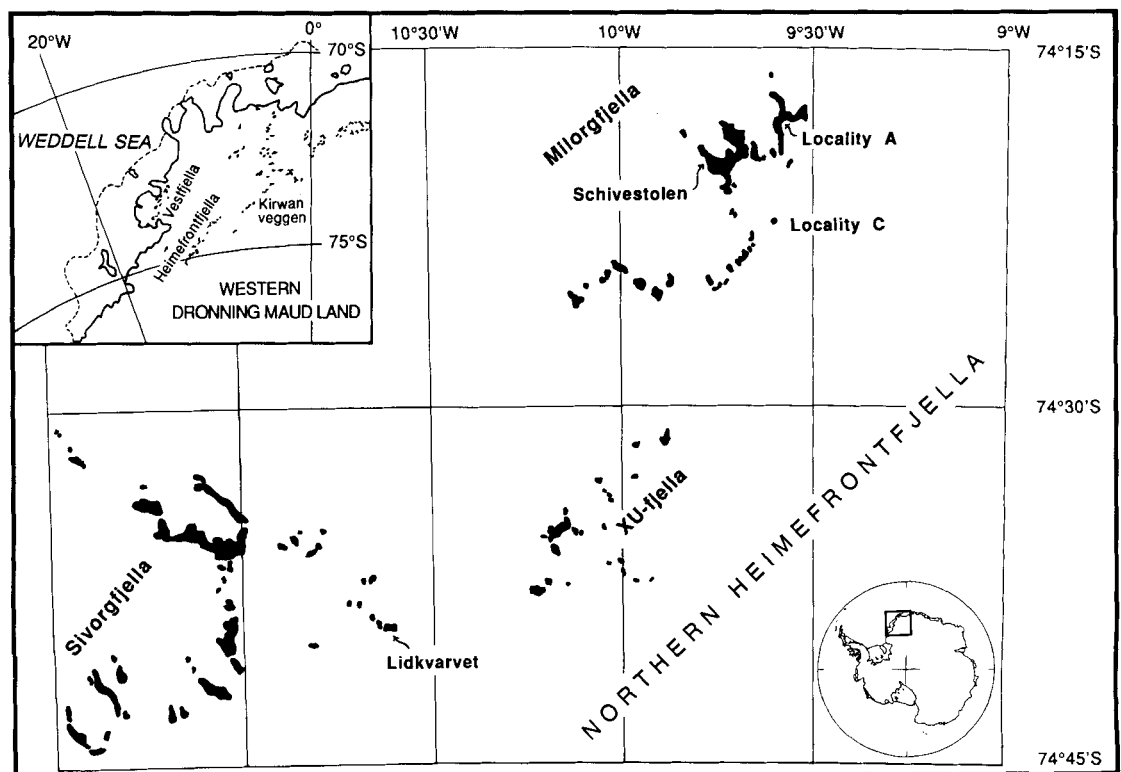 20°W
0°
70°S
WEDDELL SEA
Vestfjella
Heimefrontfjella
Kirwan
veggen
75°S
WESTERN
DRONNING MAUD LAND
10°30'W
10°W
9°30'W
9°W
74°15'S
Milorgfjella
Locality A
Schivestolen
Locality C
74°30'S
XU-fjella
Sivorgfjella
Lidkvarvet
NORTHERN HEIMEFRONTFJELLA
74°45'S